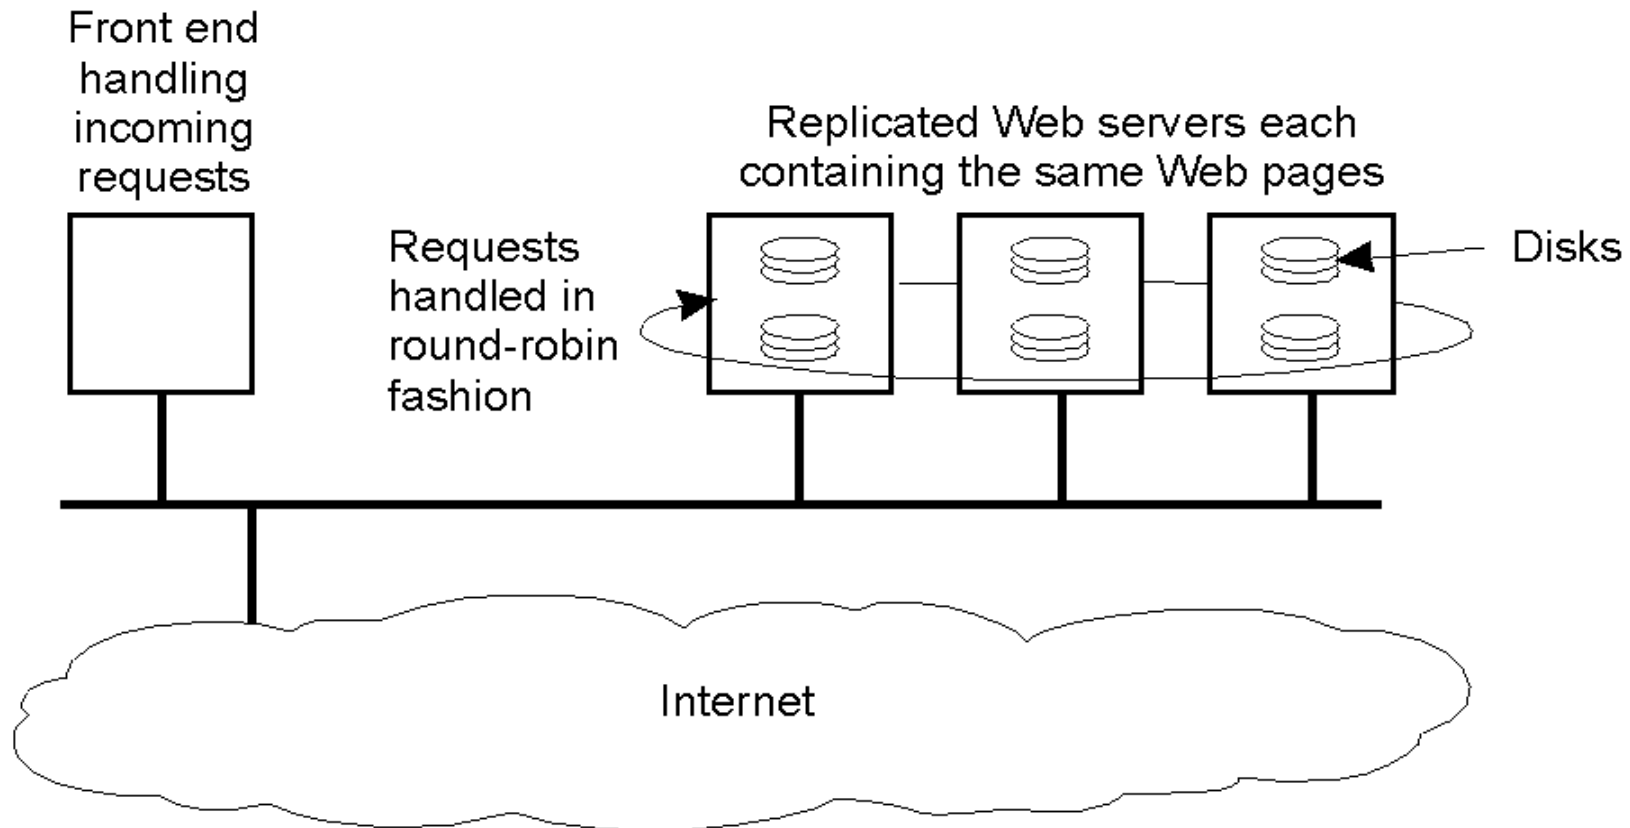 Front end
handling
incoming
requests
Replicated Web servers each
containing the same Web pages
Requests
handled in
round-robin
fashion
Disks
Internet